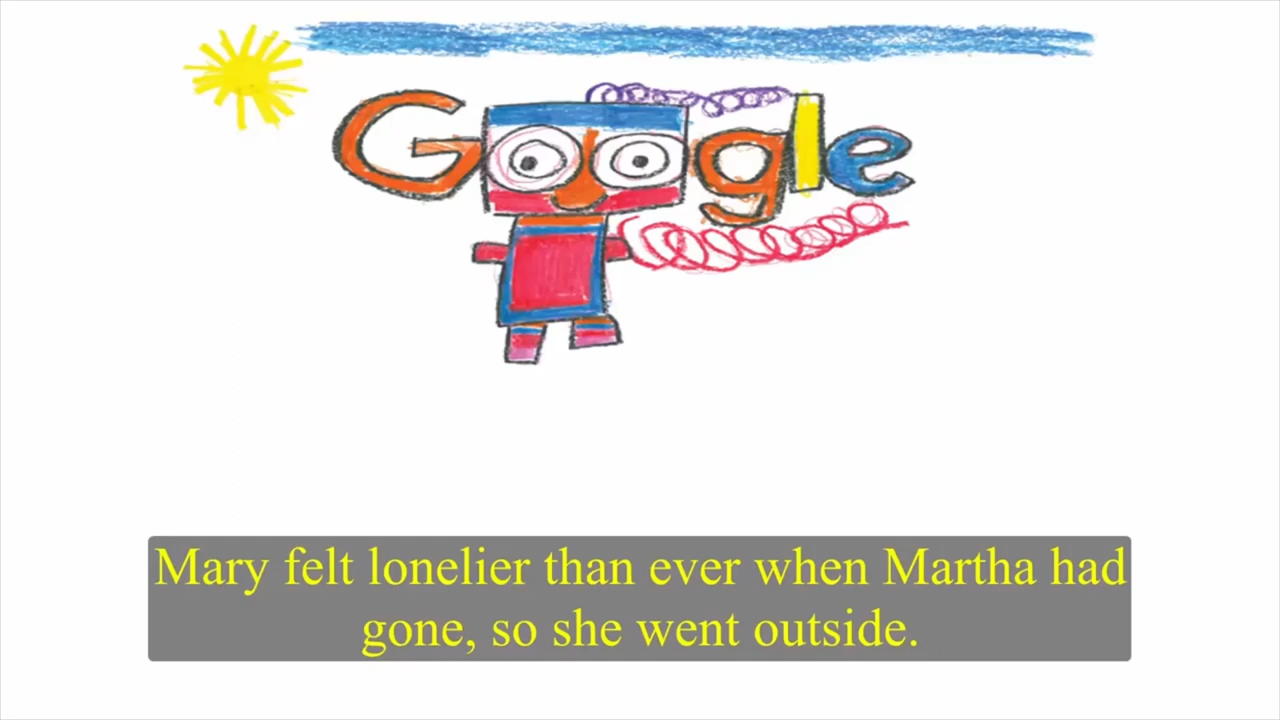 Google
Mary felt lonelier than ever when Martha had
gone, so she went outside.